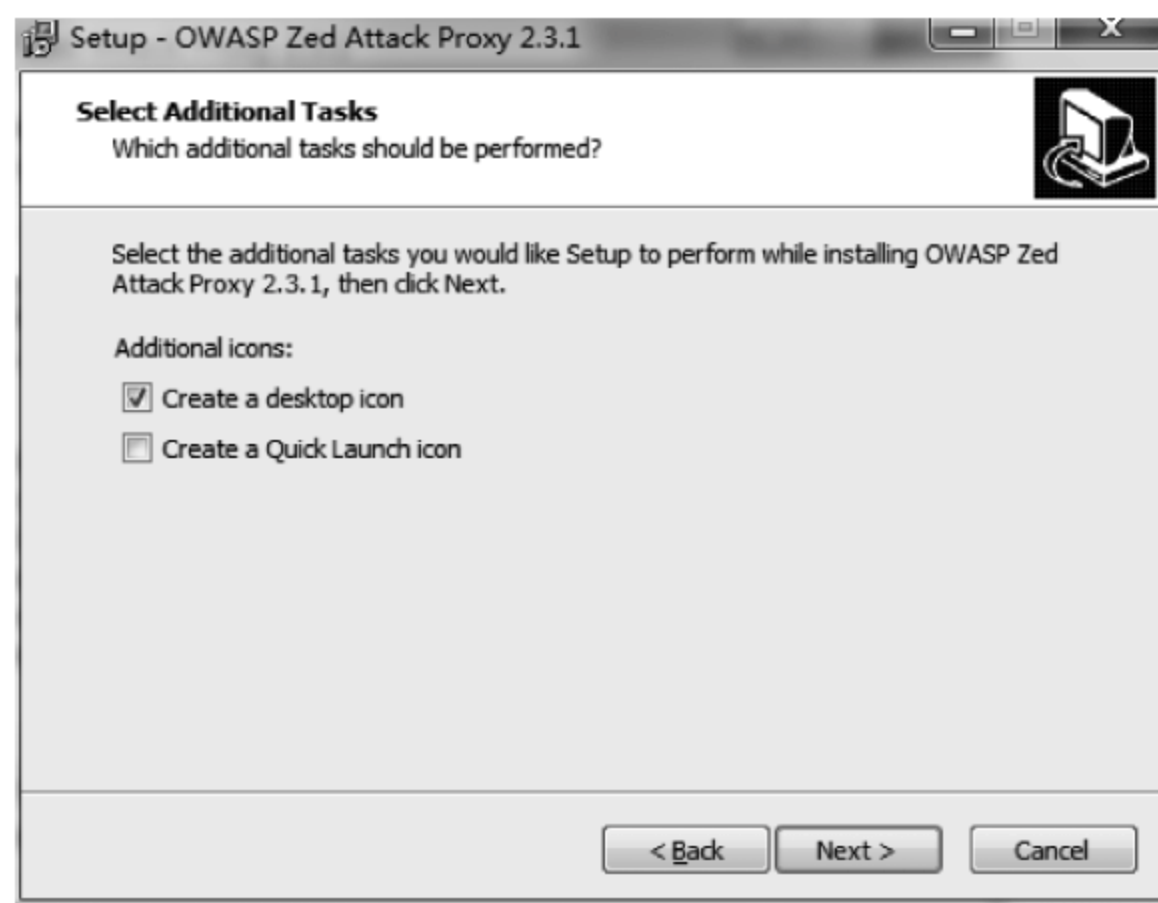 Setup - OWASP Zed Attack Proxy 2.3.1
Select Additional Tasks
Which additional tasks should be performed?
Select the additional tasks you would like Setup to perform while installing OWASP Zed
Attack Proxy 2.3.1, then click Next.
Additional icons:
Create a desktop icon
Create a Quick Launch icon
< Back Next > Cancel